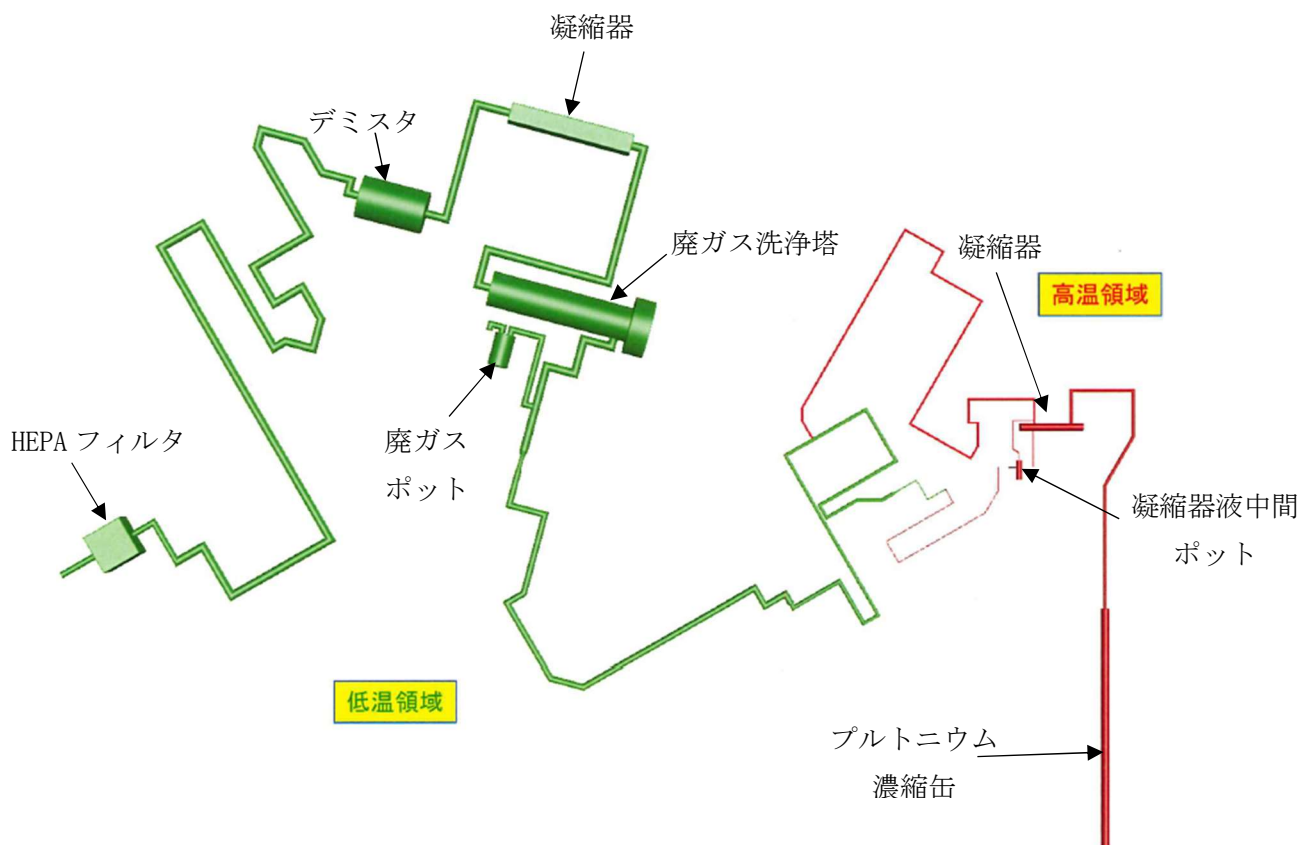 凝縮器
デミスタ
廃ガス洗浄塔
凝縮器
高温領域
HEPA フィルタ
廃ガス
ポット
凝縮器液中間
ポット
低温領域
プルトニウム
濃縮缶